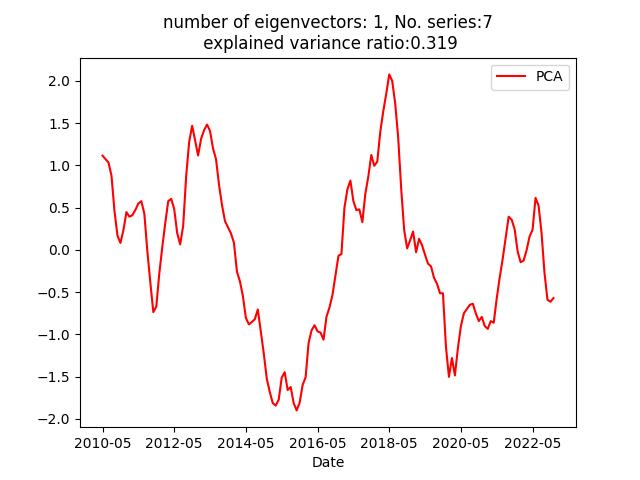 number of eigenvectors: 1, No. series:7
explained variance ratio:0.319
PCA
2.0
1.5
1.0
0.5
0.0
−0.5
−1.0
−1.5
−2.0
2010-05 2012-05 2014-05 2016-05 2018-05 2020-05 2022-05
Date